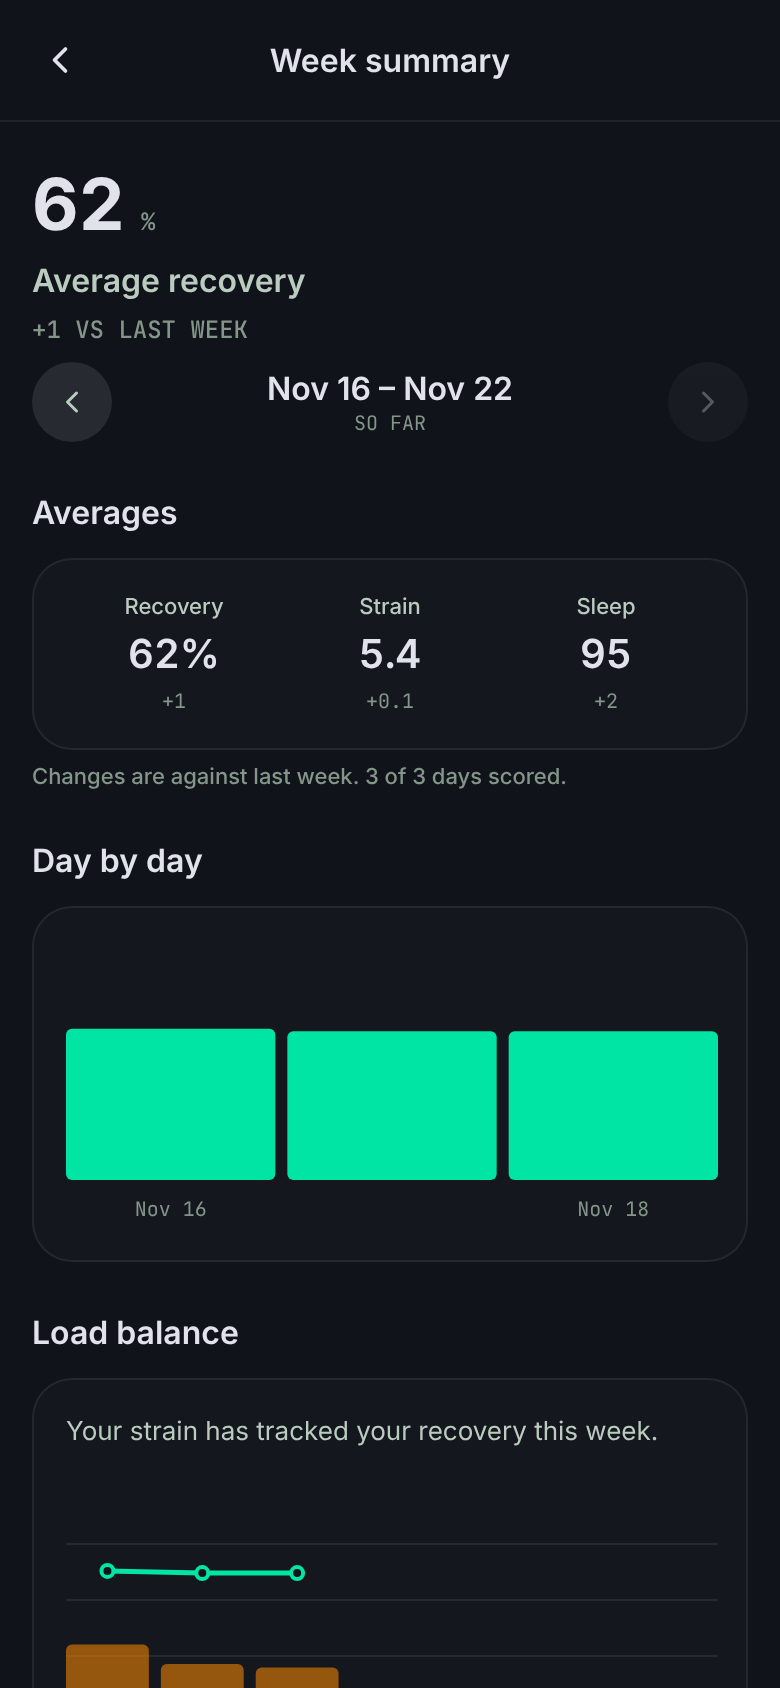 Week summary
62 %
Average recovery
+1 VS LAST WEEK
Nov 16 – Nov 22
SO FAR
Averages
Recovery Strain Sleep
62% 5.4 95
+1 +0.1 +2
Changes are against last week. 3 of 3 days scored.
Day by day
Nov 16 Nov 18
Load balance
Your strain has tracked your recovery this week.